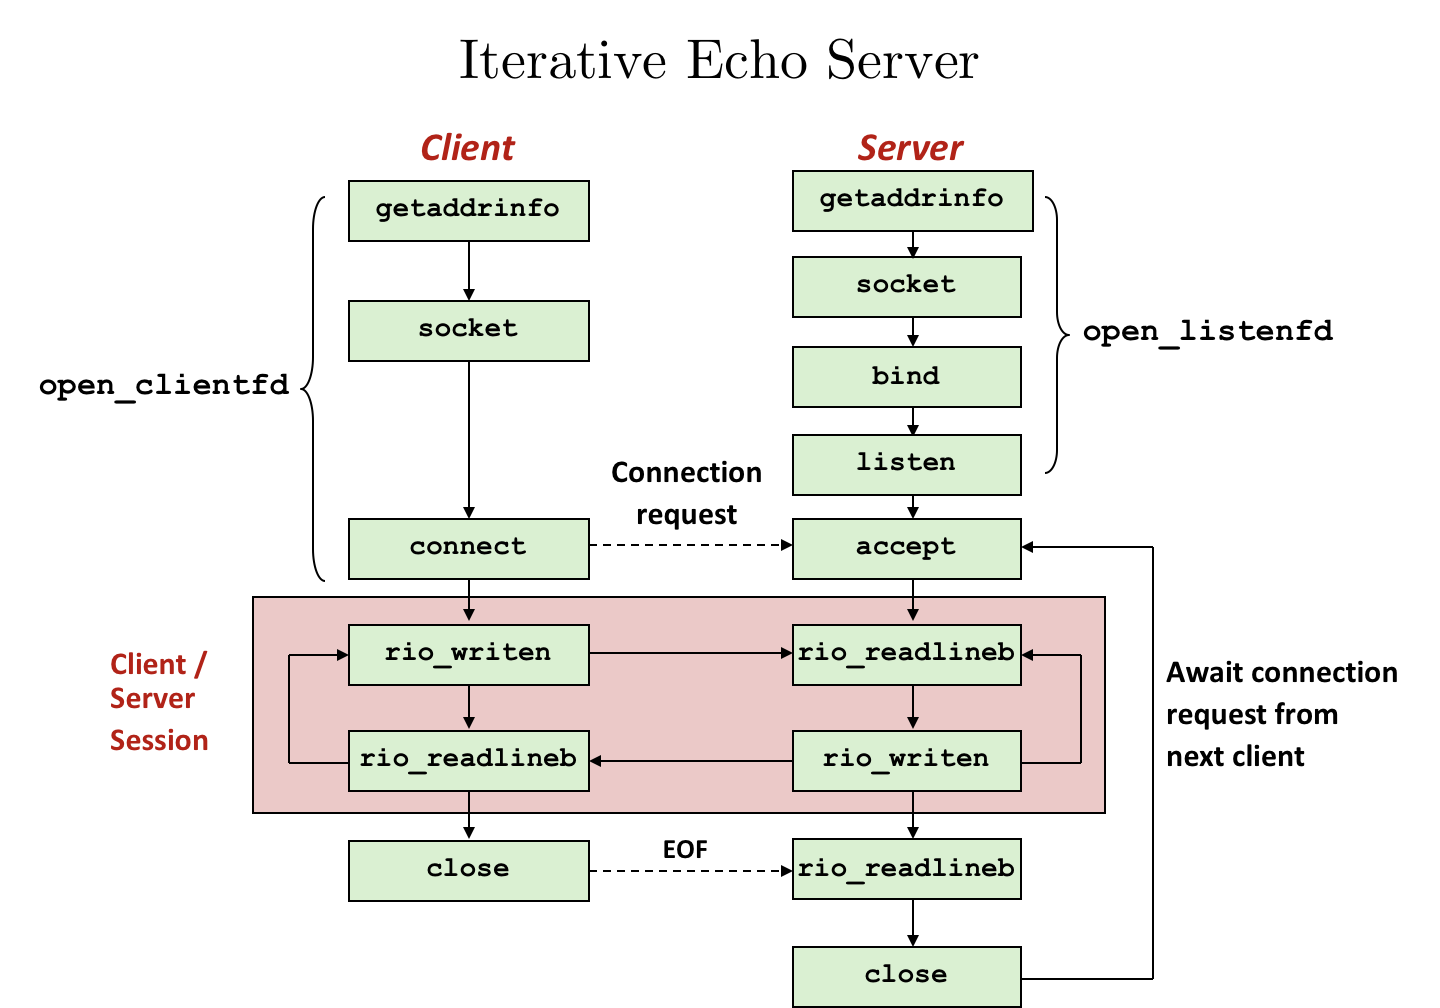 Iterative Echo Server
Client
Server
getaddrinfo
getaddrinfo
socket
socket
open_listenfd
bind
open_clientfd
listen
Connection
request
connect
accept
Client /
Server
Session
rio_writen
rio_readlineb
Await connection
request from
next client
rio_readlineb
rio_writen
EOF
close
rio_readlineb
close